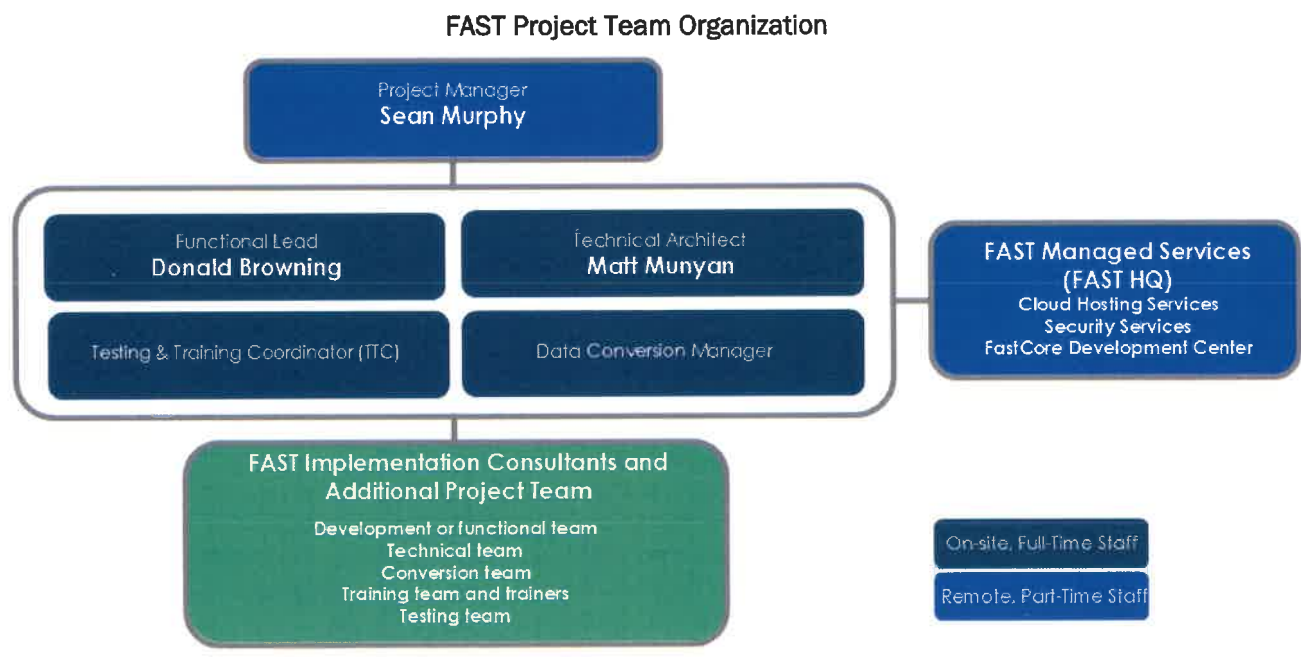 FAST Project Team Organization
Project Manager
Sean Murphy
Functional Lead
Donald Browning
Technical Architect
Matt Munyan
Testing & Training Coordinator (TTC)
Data Conversion Manager
FAST Managed Services
(FAST HQ)
Cloud Hosting Services
Security Services
FastCore Development Center
FAST Implementation Consultants and
Additional Project Team
Development or functional team
Technical team
Conversion team
Training team and trainers
Testing team
On-site, Full-Time Staff
Remote, Part-Time Staff